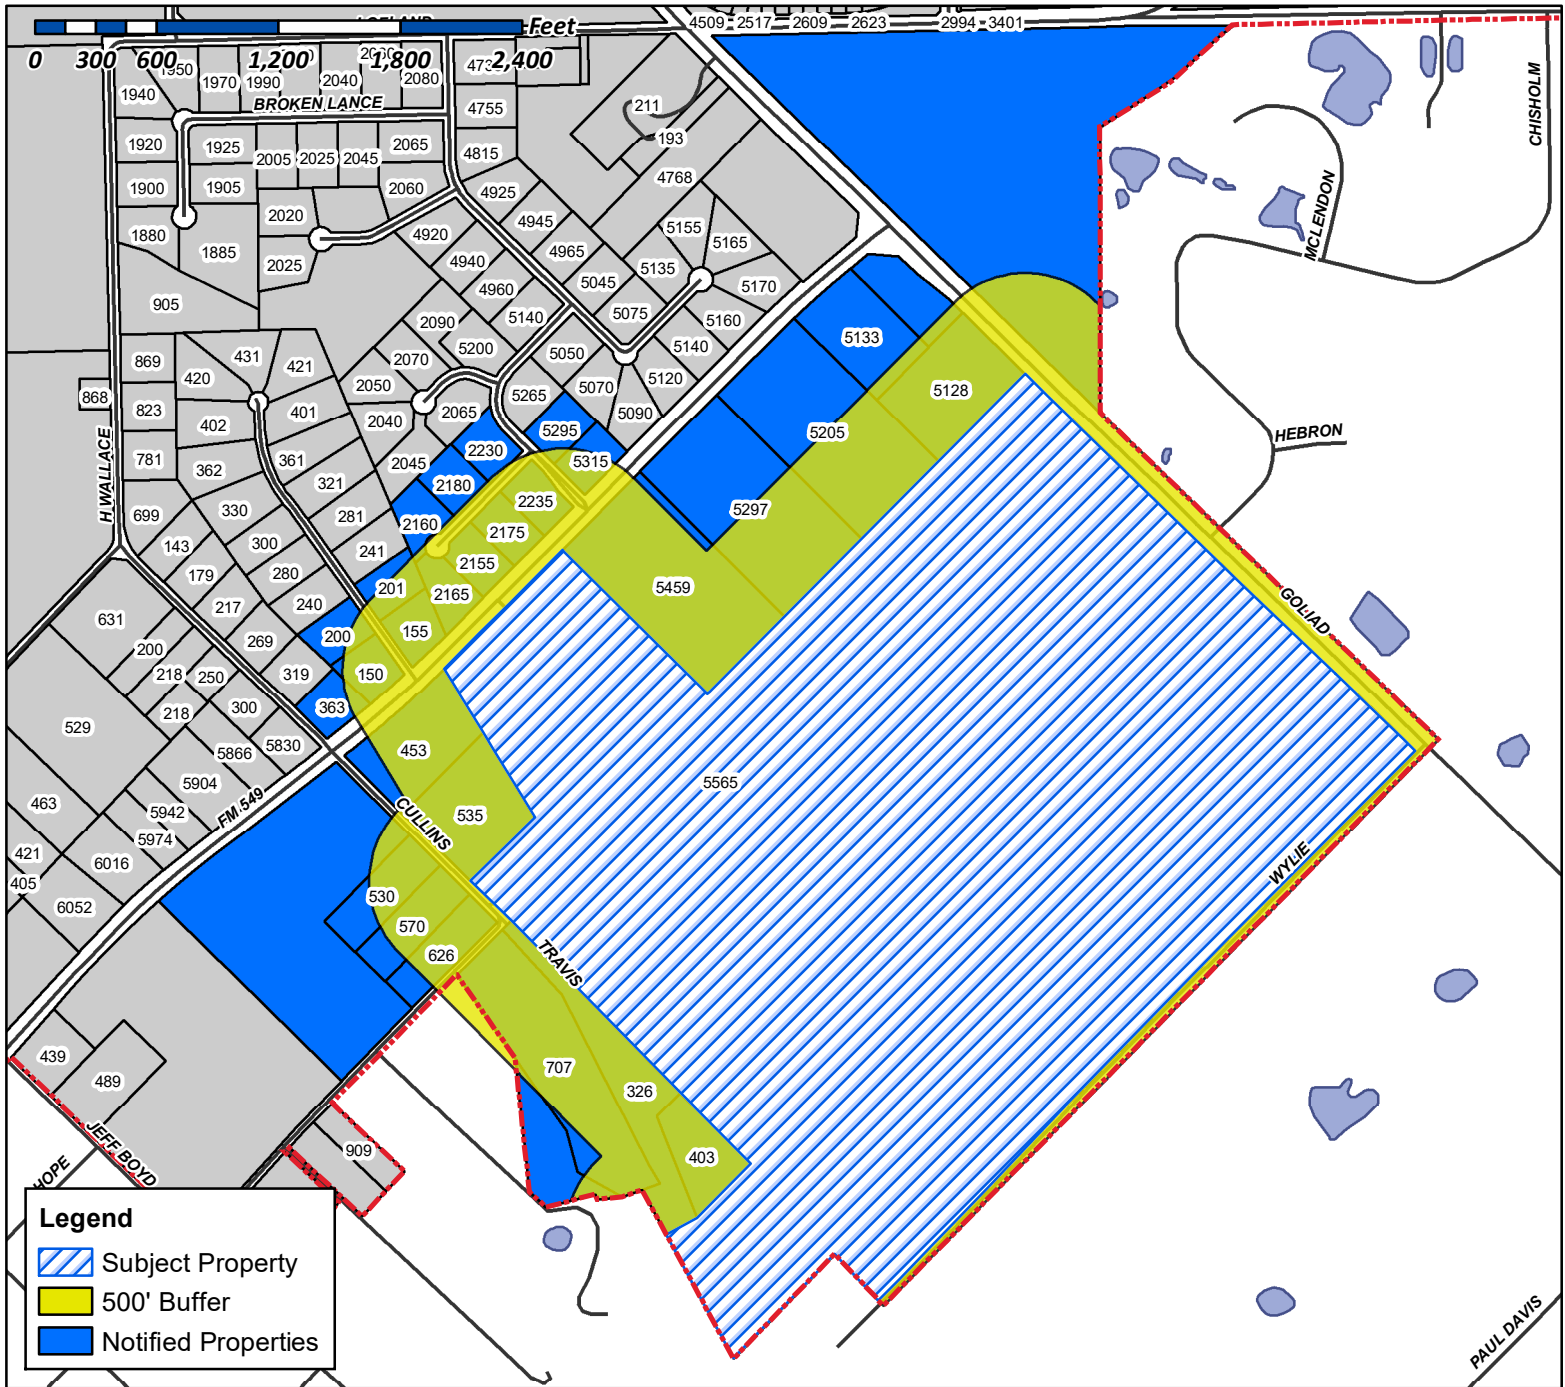 LOFLAND
Feet
4509 2517 2609 2623 2994 3401
0 300 600 1,200 1,800 2,400
1950 1970 1990 2040 2080 473
1940
BROKEN LANCE
211
4755
193
CHISHOLM
1920 1925 2005 2025 2045 2065 4815
1900 1905 2060 4925 4768
MCLENDON
1880 2020 4920 4945 5155 5165
1885 2025 4940 4965 5135
905 4960 5045 5170
2090 5140 5075 5160
869 431 421 5200 5050 5140 5133
420 2070
868 823 2050 5070 5120 5128
402 401 2040 2065 5265 5090
H WALLACE
781 362 361 2045 2230 5295 5205
HEBRON
321 2180 5315
699 330 281 2160 2235 5297
143 300 241 2175
179 280 201 2155 5459
217 240 2165
GOLIAD
631 269 200 155
200 319 150
218 250 363
218 300
529 5866 5830 453
5904 5565
463 5942 FM 549 535
CULLINS
421 5974
6016
WYLIE
405
6052 530
570
626
TRAVIS
439 707
489 326
JEFF BOYD
909 403
HOPE
Legend
Subject Property
500' Buffer
Notified Properties
PAUL DAVIS